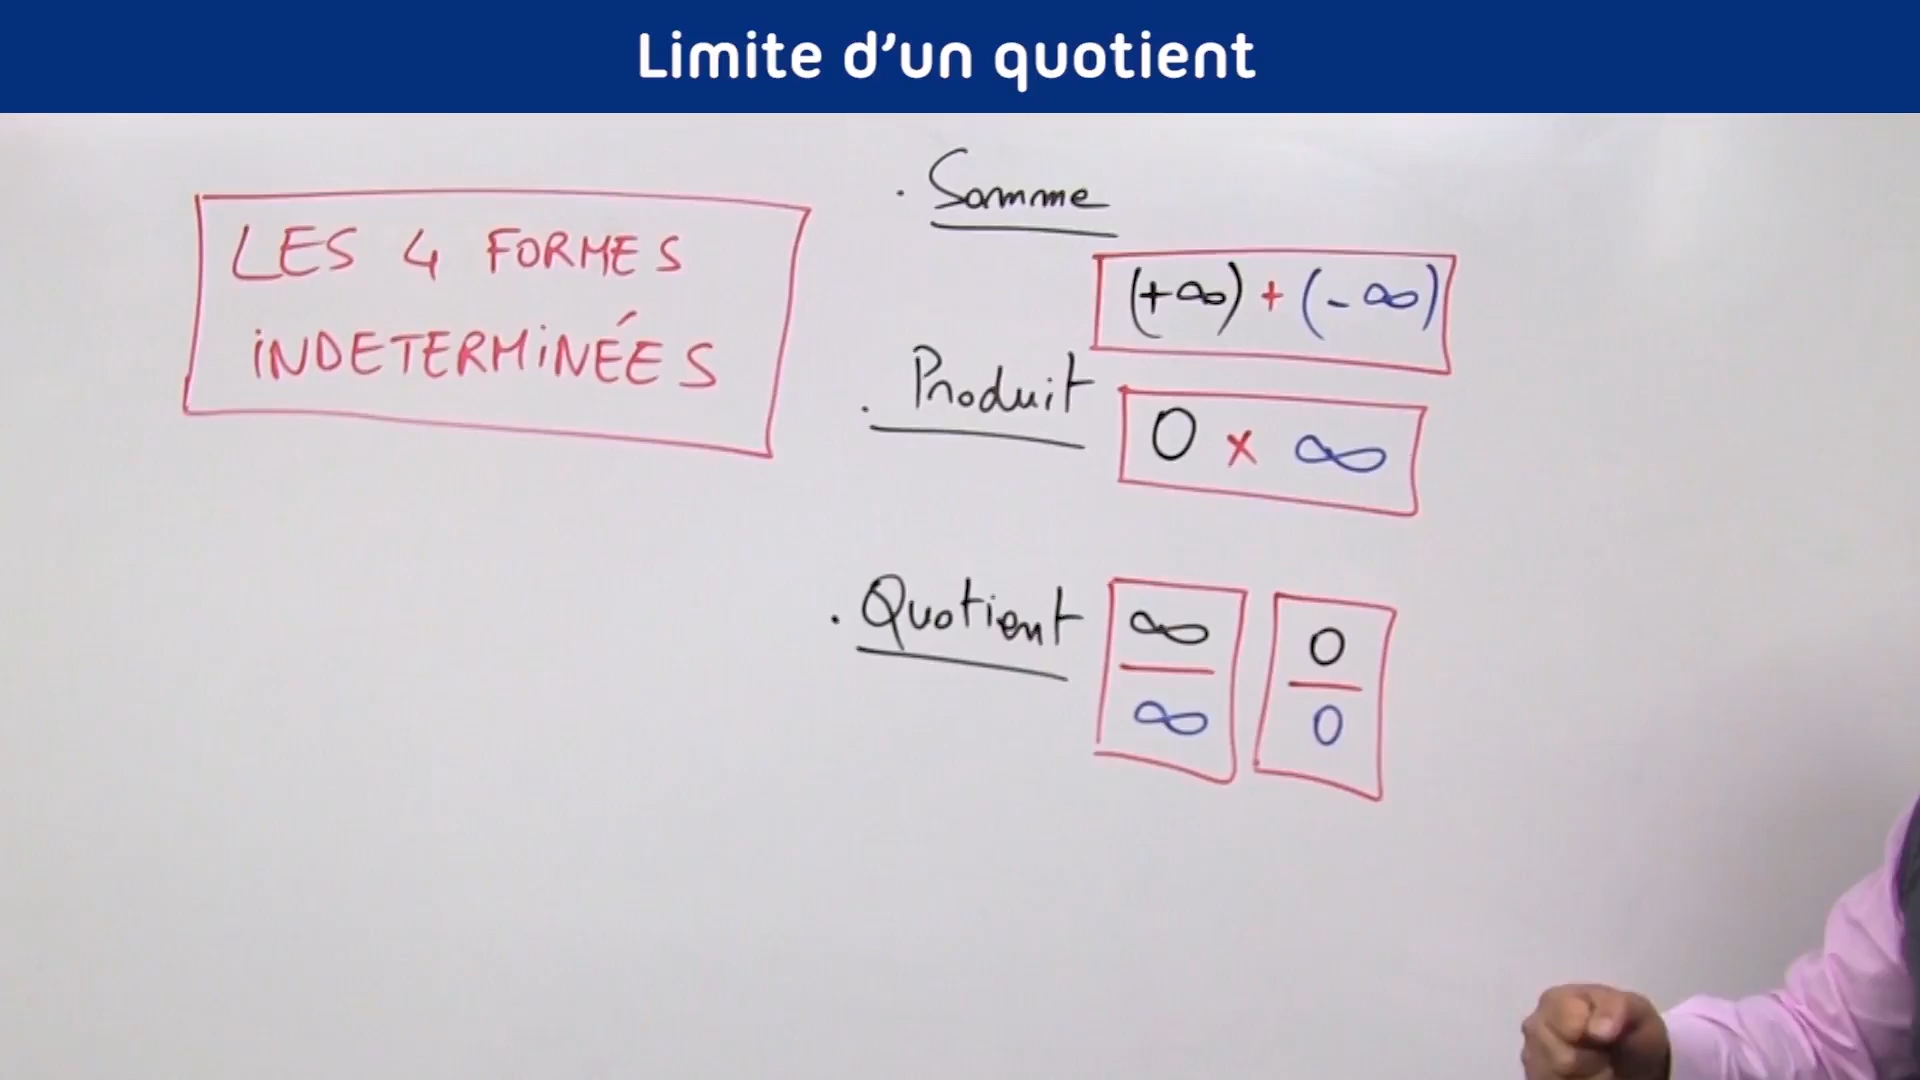 Limite d'un quotient
LES 4 FORMES
iNDETERMiNÉES
. Somme
(+∞) + (-∞)
. Produit
0 x ∞
. Quotient
∞
∞
0
0